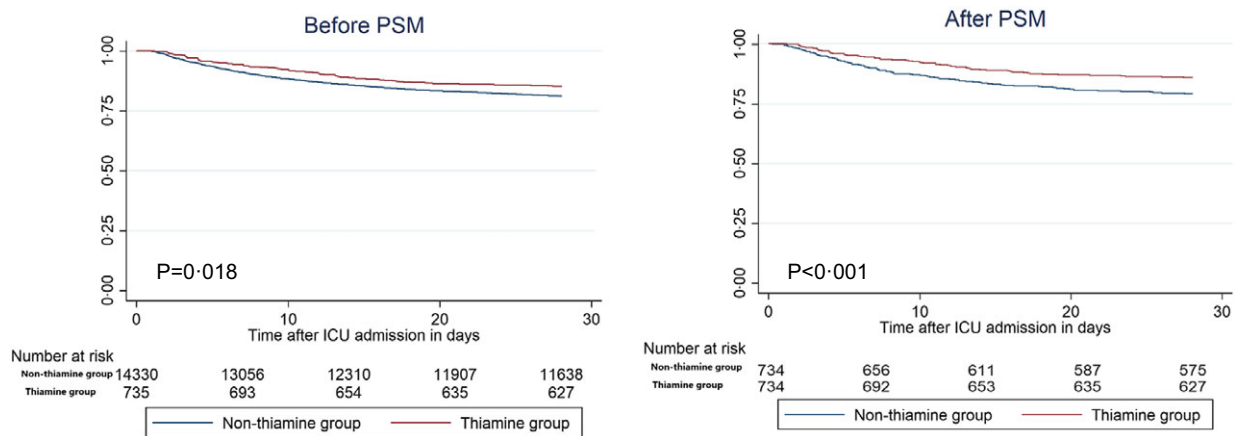 Before PSM
1·00
0·75
0·50
0·25
0·00
P=0·018
0 10 20 30
Time after ICU admission in days
Number at risk
Non-thiamine group 14330 13056 12310 11907 11638
Thiamine group 735 693 654 635 627
Non-thiamine group Thiamine group
After PSM
1·00
0·75
0·50
0·25
0·00
P<0·001
0 10 20 30
Time after ICU admission in days
Number at risk
Non-thiamine group 734 656 611 587 575
Thiamine group 734 692 653 635 627
Non-thiamine group Thiamine group